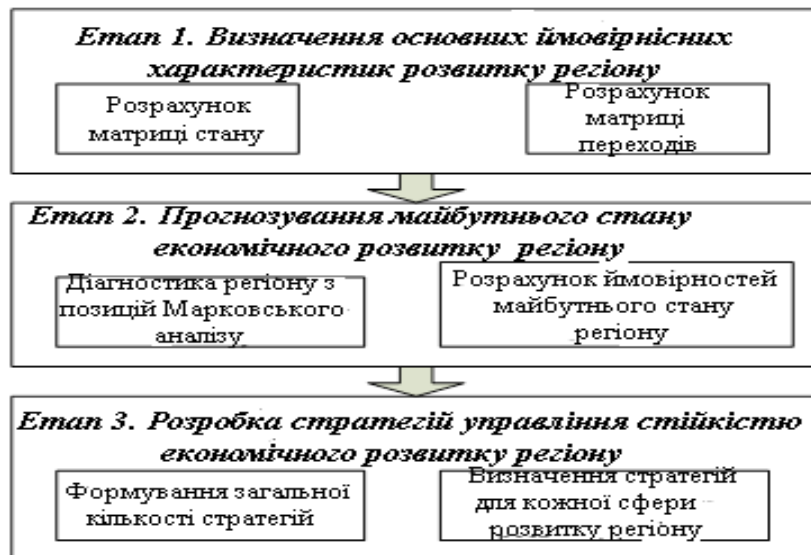 Етап 1. Визначення основних ймовірнісних
характеристик розвитку регіону
Розрахунок
матриці стану
Розрахунок
матриці
переходів
Етап 2. Прогнозування майбутнього стану
економічного розвитку регіону
Діагностика регіону з
позицій Марковського
аналізу
Розрахунок ймовірностей
майбутнього стану
регіону
Етап 3. Розробка стратегій управління стійкістю
економічного розвитку регіону
Формування загальної
кількості стратегій
Визначення стратегій
для кожної сфери
розвитку регіону